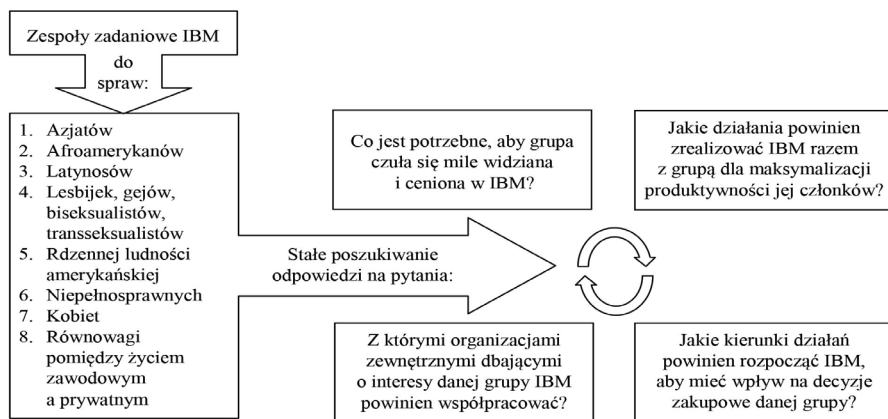 Zespoły zadaniowe IBM
do
spraw:
1. Azjatów
2. Afroamerykanów
3. Latynosów
4. Lesbijek, gejów,
biseksualistów,
transseksualistów
5. Rdzennej ludności
amerykańskiej
6. Niepełnosprawnych
7. Kobiet
8. Równowagi
pomiędzy życiem
zawodowym
a prywatnym
Stałe poszukiwanie
odpowiedzi na pytania:
Co jest potrzebne, aby grupa
czuła się mile widziana
i ceniona w IBM?
Jakie działania powinien
zrealizować IBM razem
z grupą dla maksymalizacji
produktywności jej członków?
Z którymi organizacjami
zewnętrznymi dbającymi
o interesy danej grupy IBM
powinien współpracować?
Jakie kierunki działań
powinien rozpocząć IBM,
aby mieć wpływ na decyzje
zakupowe danej grupy?